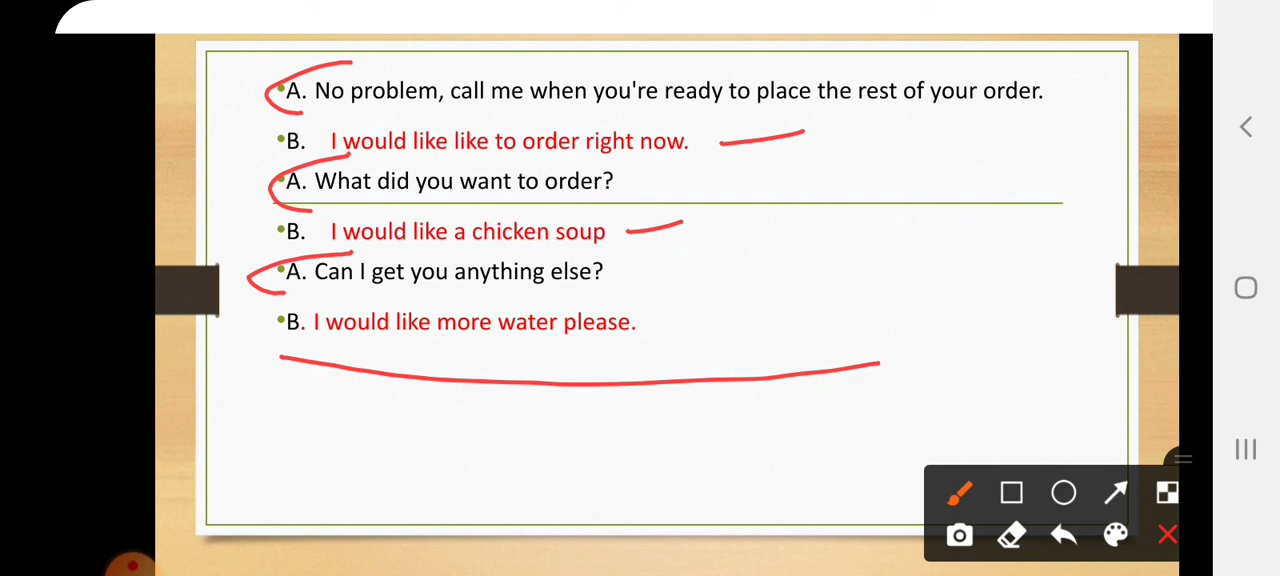 •A. No problem, call me when you're ready to place the rest of your order.
•B. I would like like to order right now.
•A. What did you want to order?
•B. I would like a chicken soup
•A. Can I get you anything else?
•B. I would like more water please.